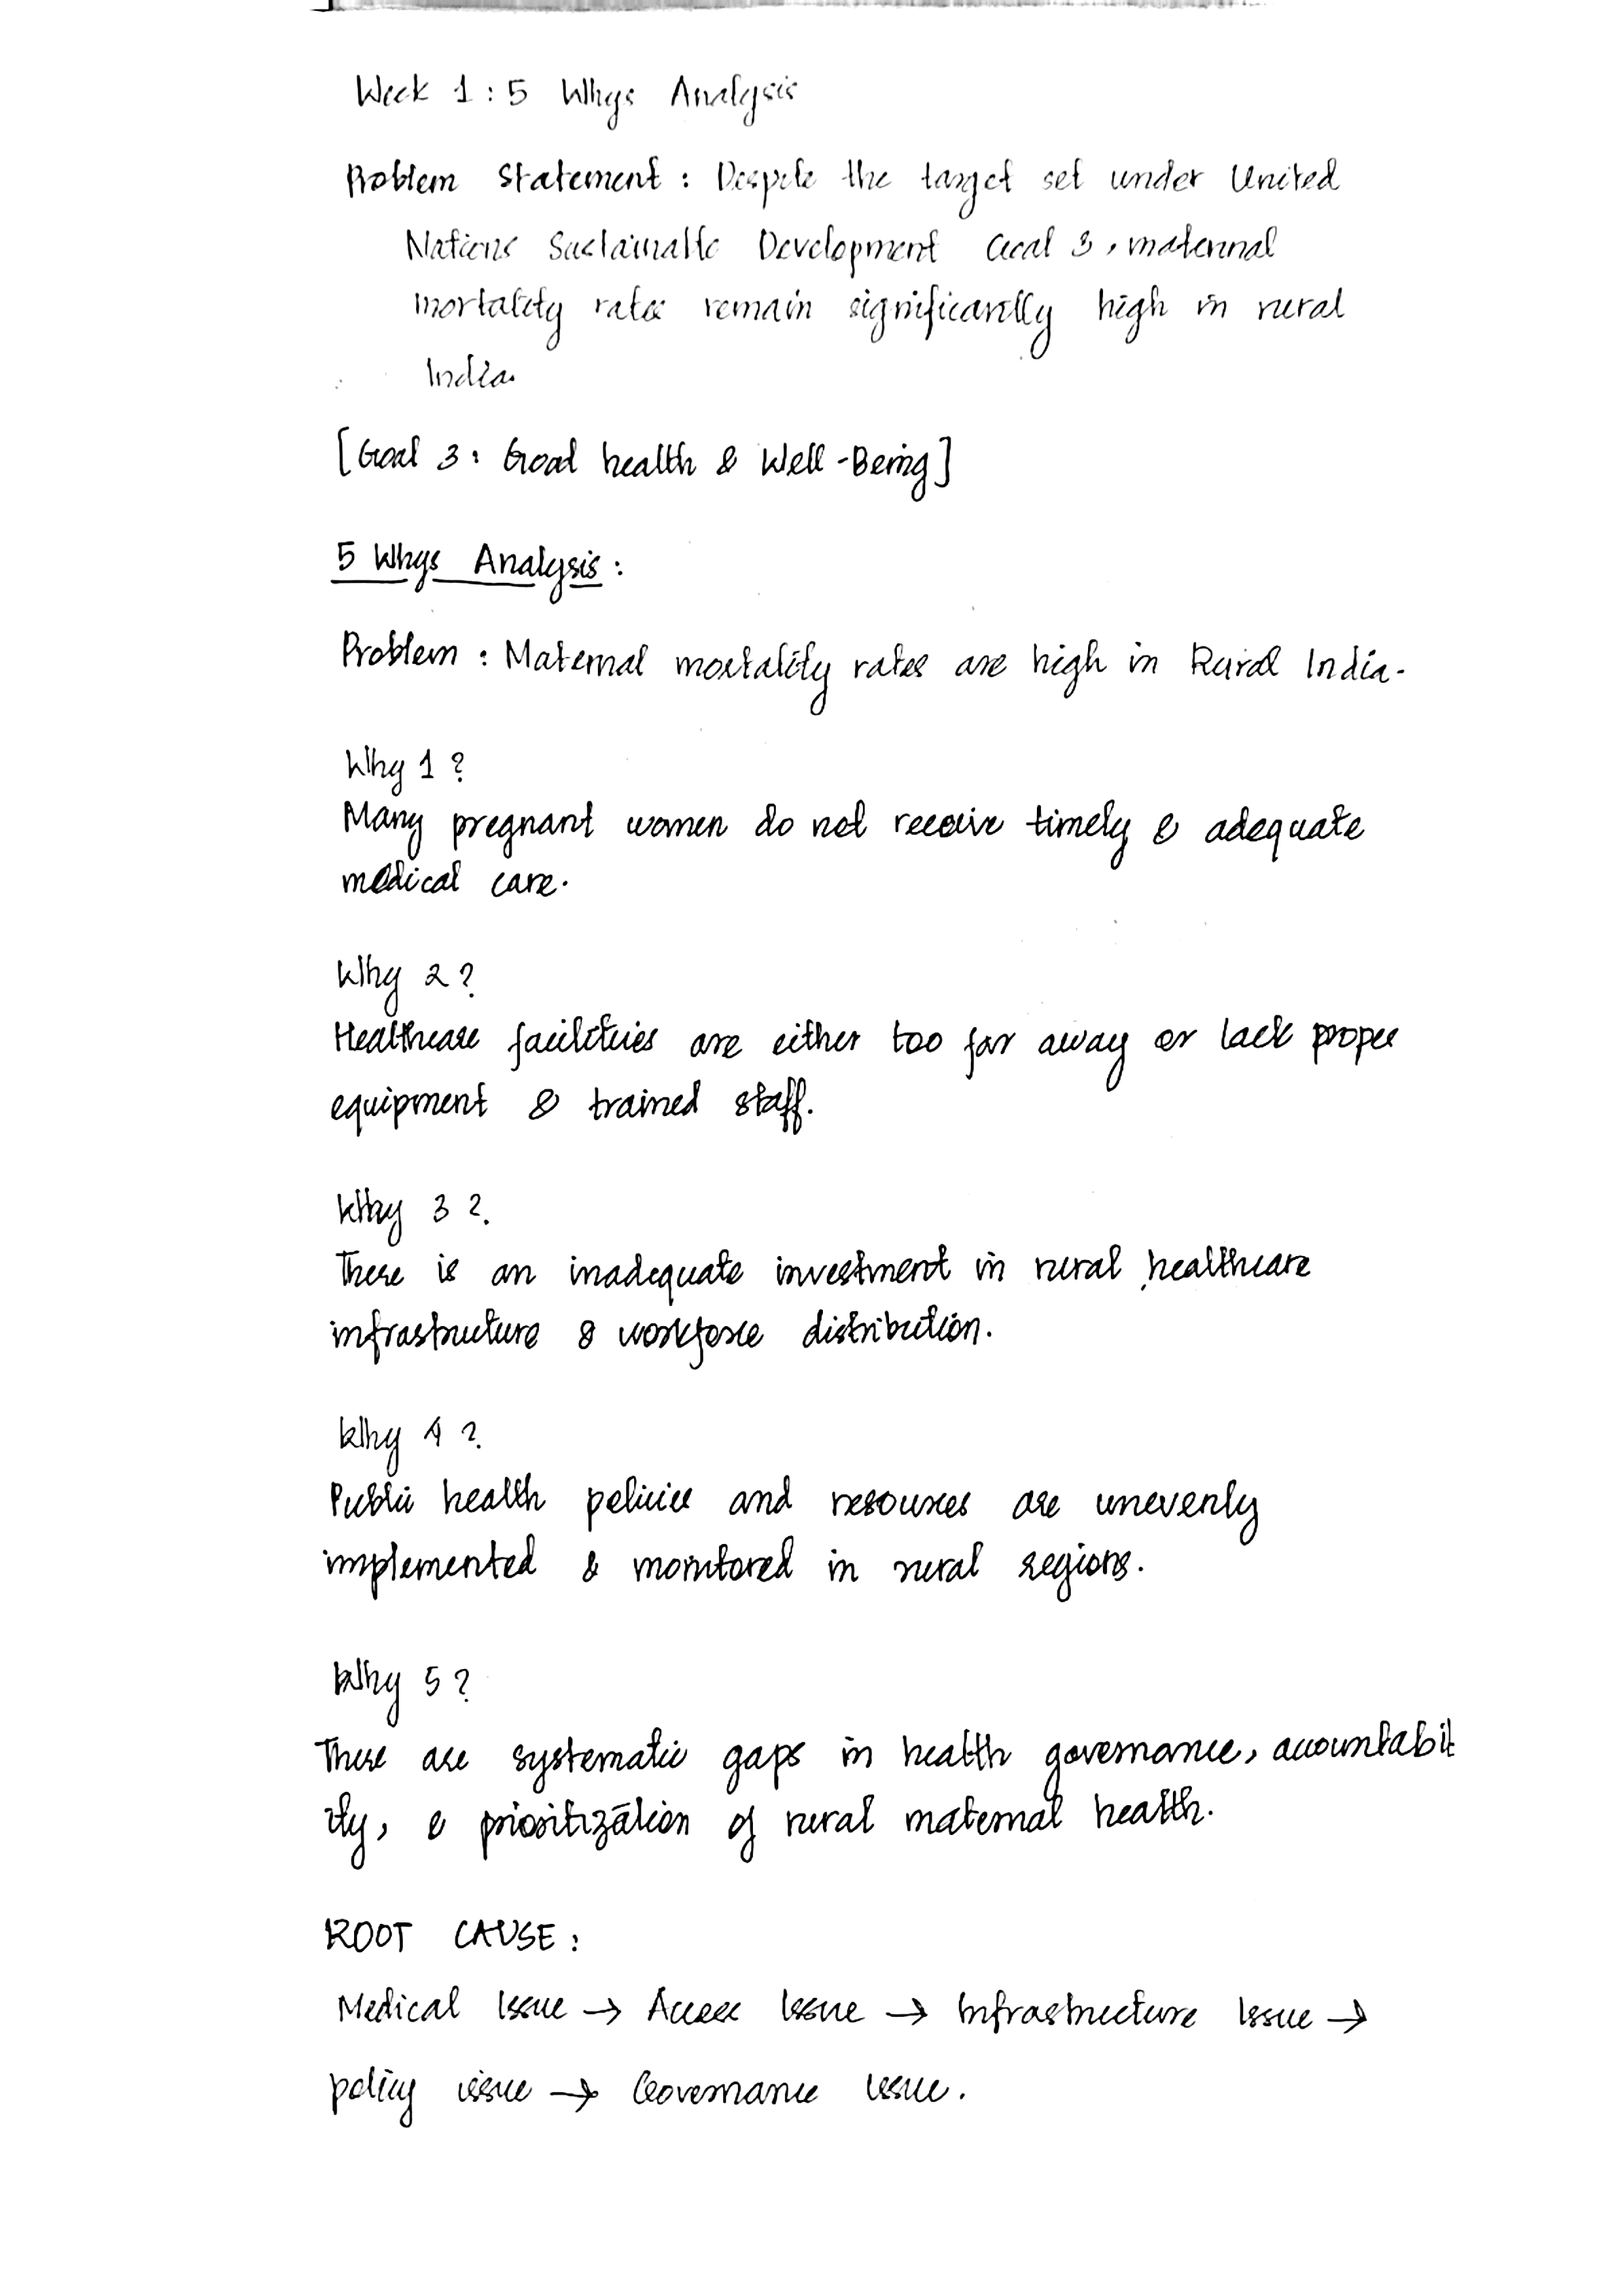 Week 1 : 5 Whys Analysis
Problem Statement : Despite the target set under United
Nations Sustainable Development Goal 3, maternal
mortality rates remain significantly high in rural
India.
[Goal 3 : Good health & Well-Being]
5 Whys Analysis :
Problem : Maternal mortality rates are high in Rural India.
Why 1 ?
Many pregnant women do not receive timely & adequate
medical care.
Why 2 ?
Healthcare facilities are either too far away or lack proper
equipment & trained staff.
Why 3 ?
There is an inadequate investment in rural healthcare
infrastructure & workforce distribution.
Why 4 ?
Public health policies and resources are unevenly
implemented & monitored in rural regions.
Why 5 ?
There are systematic gaps in health governance, accountabil
ity, & prioritization of rural maternal health.
ROOT CAUSE :
Medical Issue → Access Issue → Infrastructure Issue →
policy issue → Governance issue.